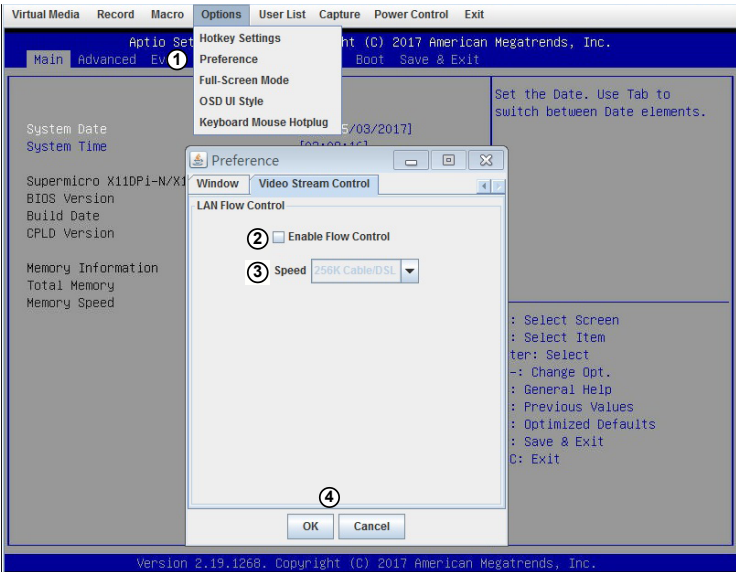 Virtual Media Record Macro Options User List Capture Power Control Exit
Hotkey Settings
Preference
Full-Screen Mode
OSD UI Style
Keyboard Mouse Hotplug
1
Aptio Set ht (C) 2017 American Megatrends, Inc.
Main Advanced Ev Boot Save & Exit
Set the Date. Use Tab to
switch between Date elements.
System Date 5/03/2017]
System Time
Supermicro X11DPi-N/X1
BIOS Version
Build Date
CPLD Version
Memory Information
Total Memory
Memory Speed
Preference
Window Video Stream Control
LAN Flow
Control
2 Enable Flow Control
3 Speed 256K Cable/DSL
4
OK Cancel
: Select Screen
: Select Item
ter: Select
-: Change Opt.
: General Help
: Previous Values
: Optimized Defaults
: Save & Exit
C: Exit
Version 2.19.1268. Copyright (C) 2017 American Megatrends, Inc.